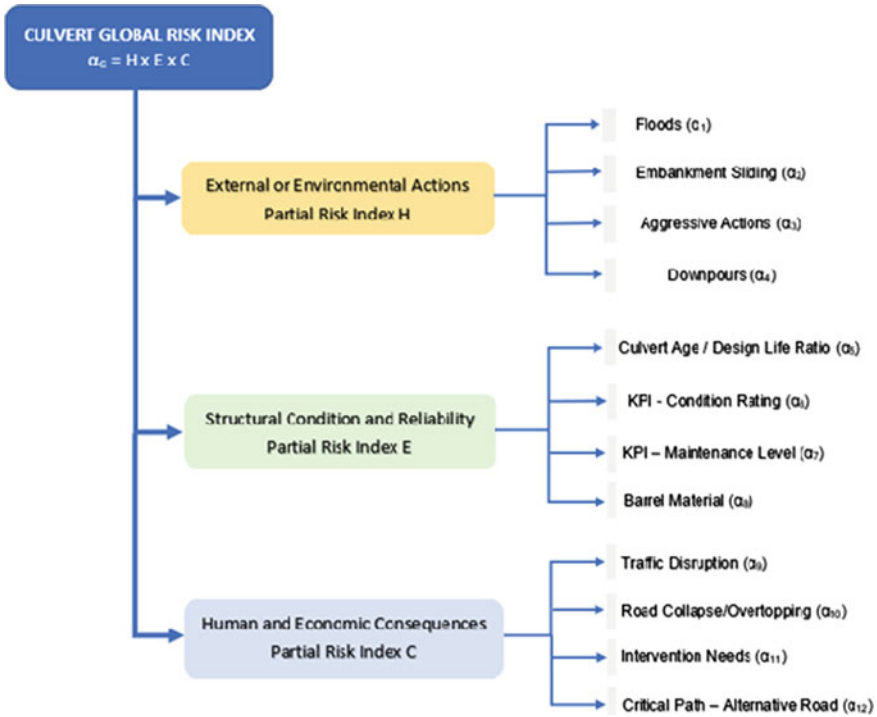 CULVERT GLOBAL RISK INDEX
α_G = H x E x C
Floods (α₁)
External or Environmental Actions
Partial Risk Index H
Embankment Sliding (α₂)
Aggressive Actions (α₃)
Downpours (α₄)
Culvert Age / Design Life Ratio (α₅)
Structural Condition and Reliability
Partial Risk Index E
KPI - Condition Rating (α₆)
KPI – Maintenance Level (α₇)
Barrel Material (α₈)
Traffic Disruption (α₉)
Human and Economic Consequences
Partial Risk Index C
Road Collapse/Overtopping (α₁₀)
Intervention Needs (α₁₁)
Critical Path – Alternative Road (α₁₂)